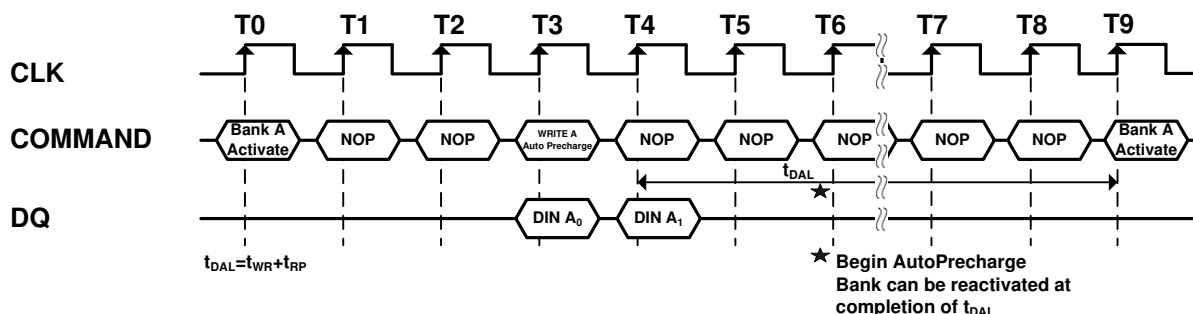 T0 T1 T2 T3 T4 T5 T6 T7 T8 T9
CLK
COMMAND
Bank A Activate
NOP
NOP
WRITE A Auto Precharge
NOP
NOP
NOP
NOP
NOP
Bank A Activate
tDAL
DQ
DIN A0
DIN A1
tDAL=tWR+tRP
Begin AutoPrecharge
Bank can be reactivated at
completion of tDAL